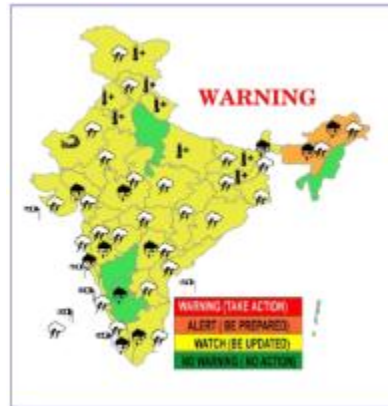 WARNING
WARNING (TAKE ACTION)
ALERT ( BE PREPARED)
WATCH (BE UPDATED)
NO WARNING ( NO ACTION)